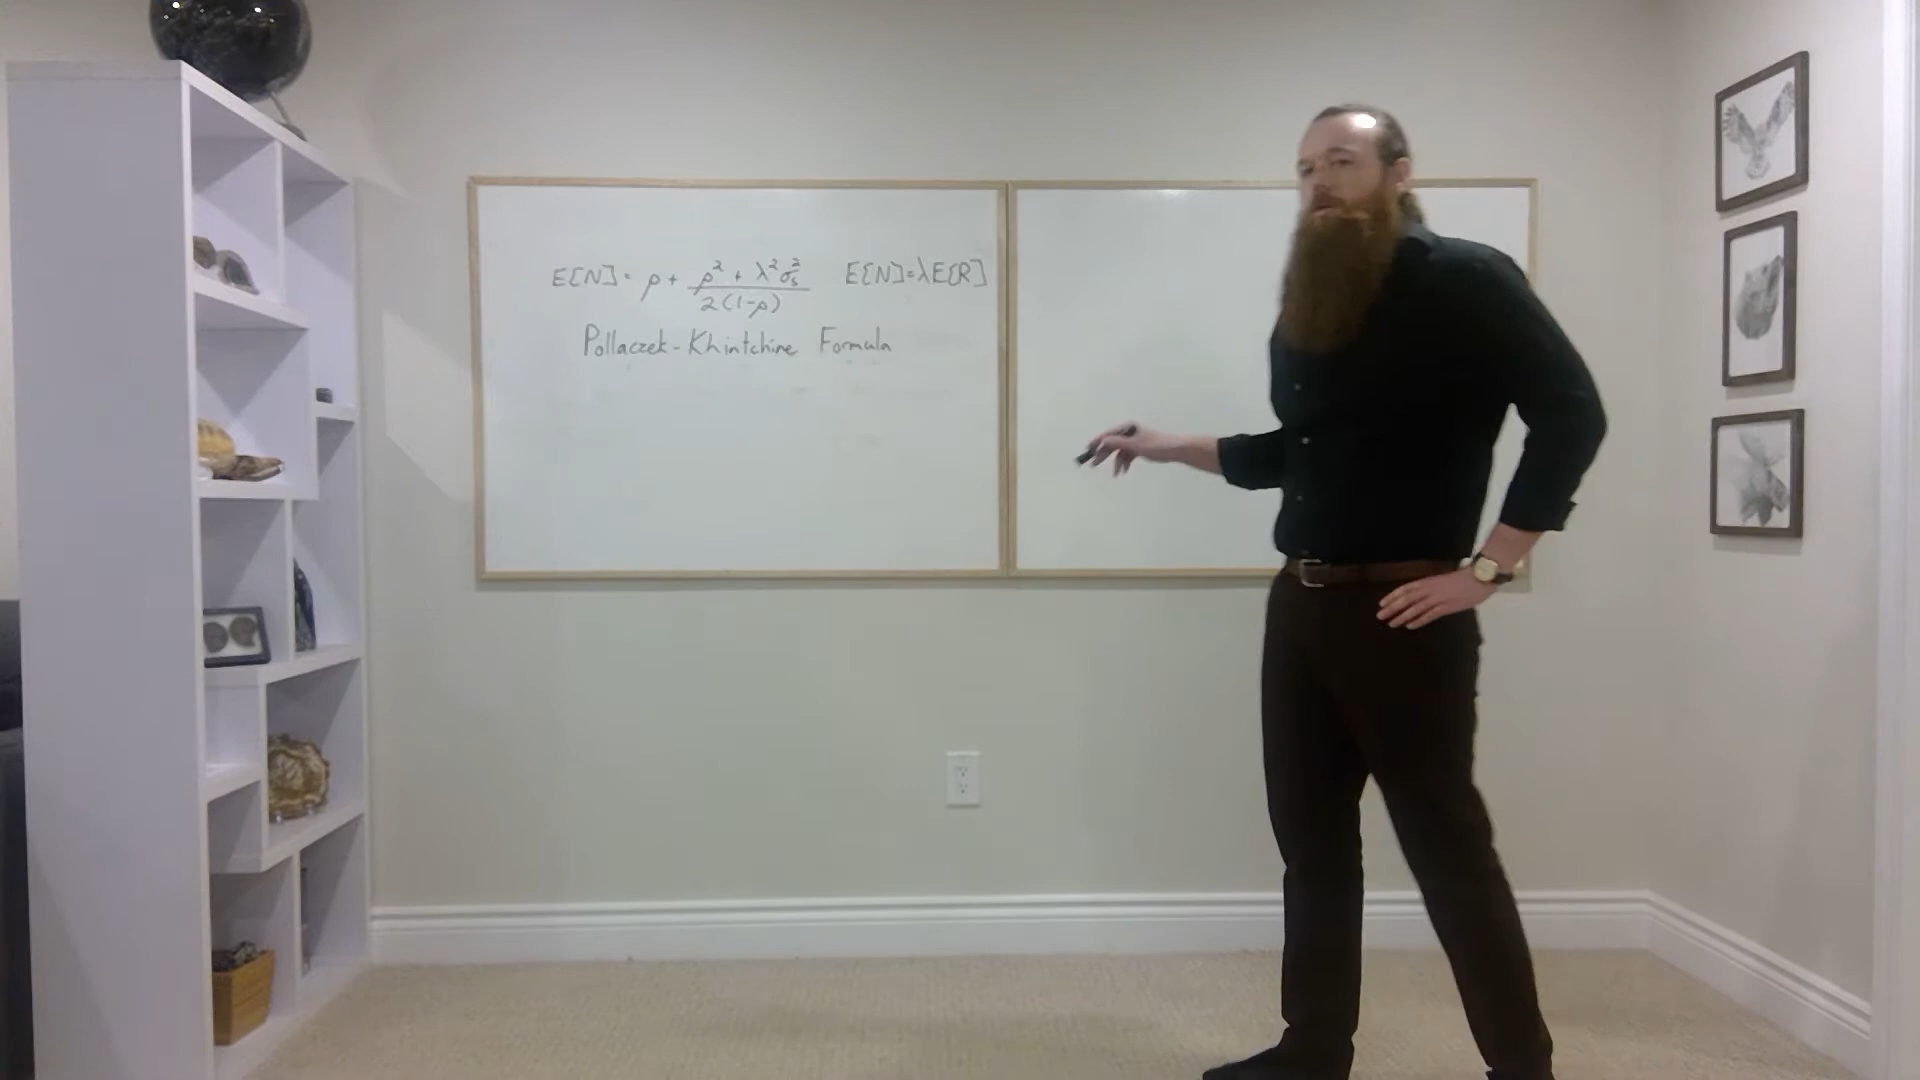 E[N] = ρ + (ρ² + λ²σₛ²) / (2(1-ρ)) E[N]=λE[R]
Pollaczek-Khintchine Formula